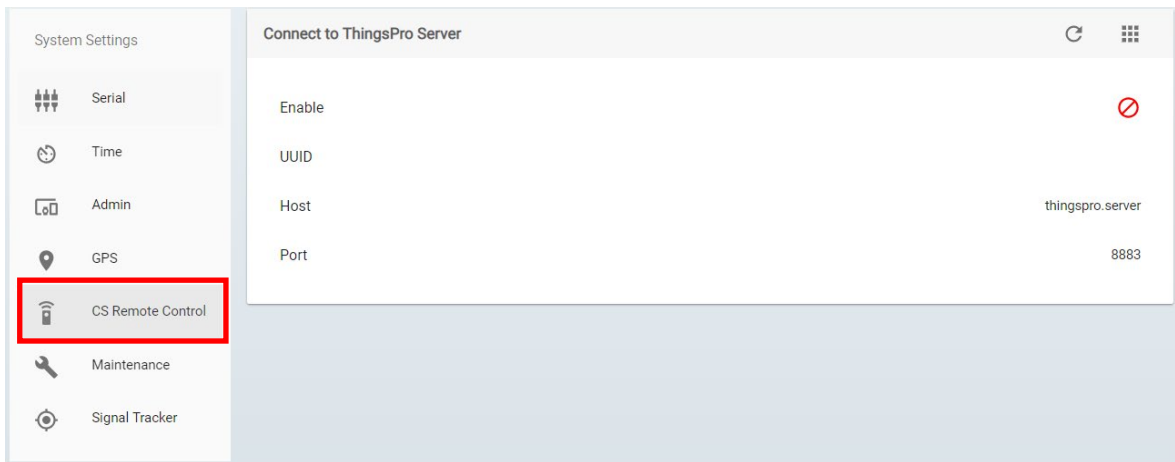 System Settings
Serial
Time
Admin
GPS
CS Remote Control
Maintenance
Signal Tracker
Connect to ThingsPro Server
Enable
UUID
Host thingspro.server
Port 8883